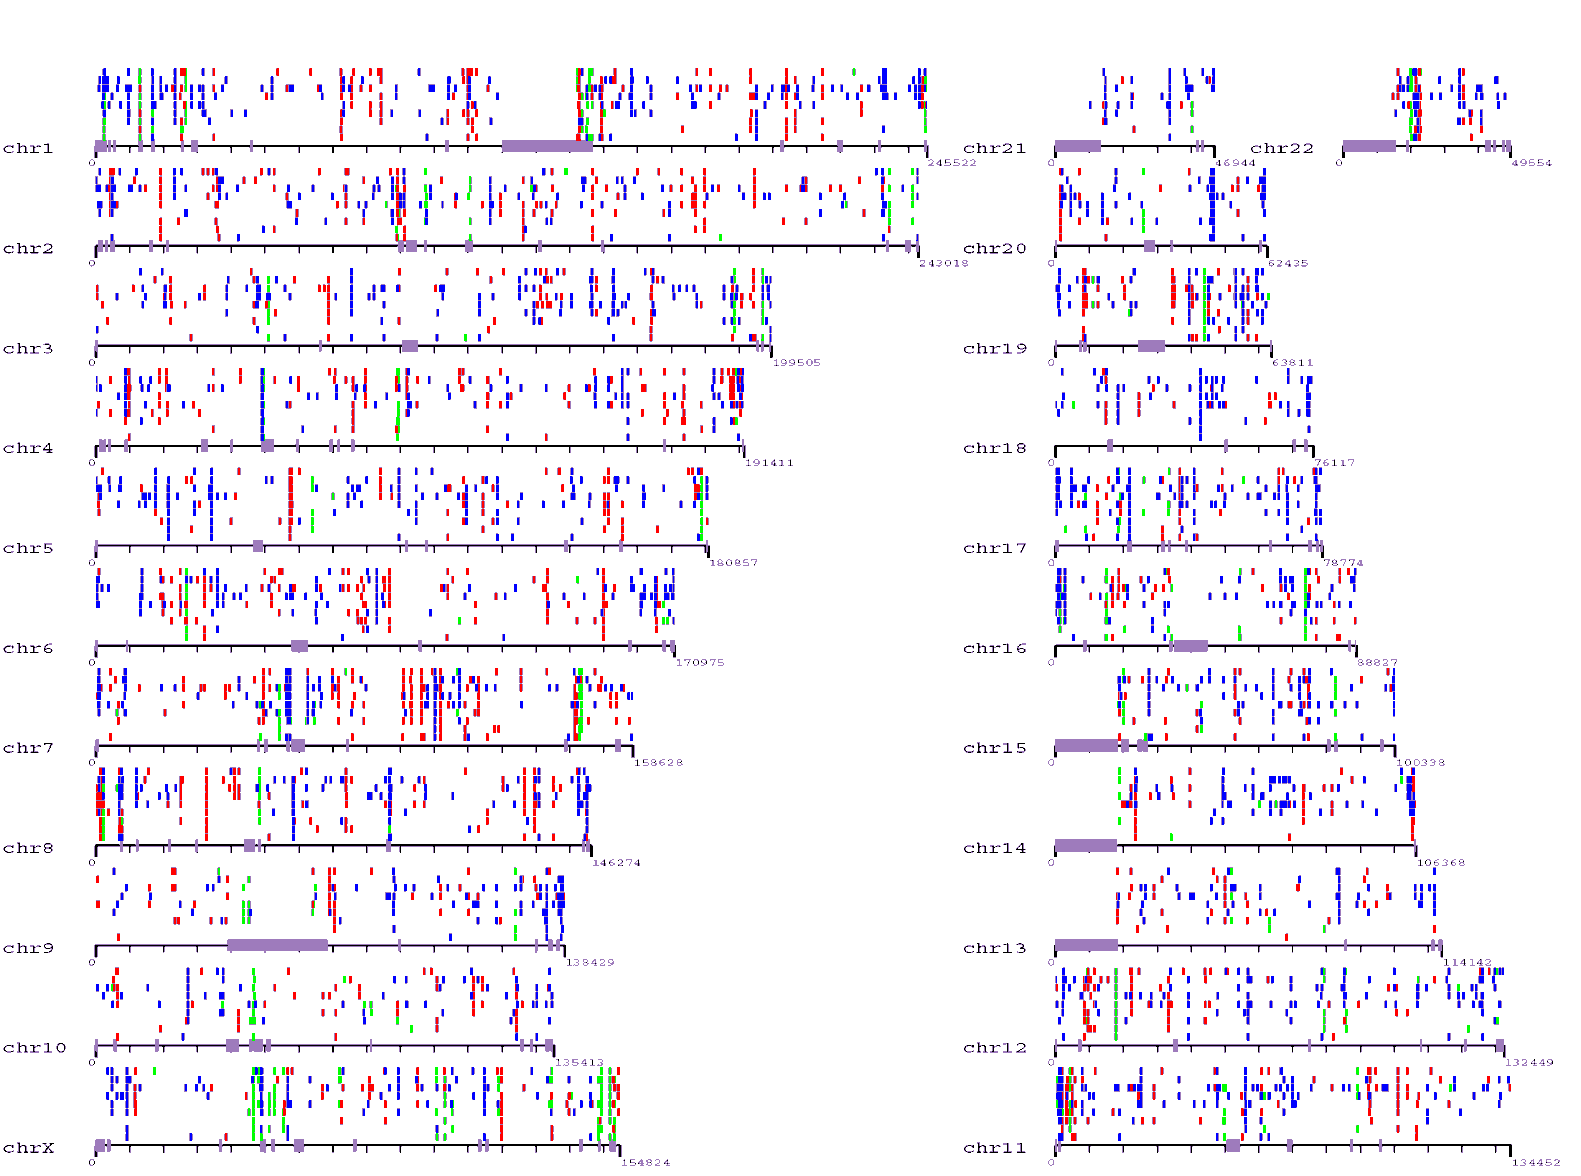 chr1 0 245522 chr21 0 46944 chr22 0 49554
chr2 0 243018 chr20 0 62435
chr3 0 199505 chr19 0 63811
chr4 0 191411 chr18 0 76117
chr5 0 180857 chr17 0 78774
chr6 0 170975 chr16 0 88827
chr7 0 158628 chr15 0 100338
chr8 0 146274 chr14 0 106368
chr9 0 138429 chr13 0 114142
chr10 0 135413 chr12 0 132449
chrX 0 154824 chr11 0 134452